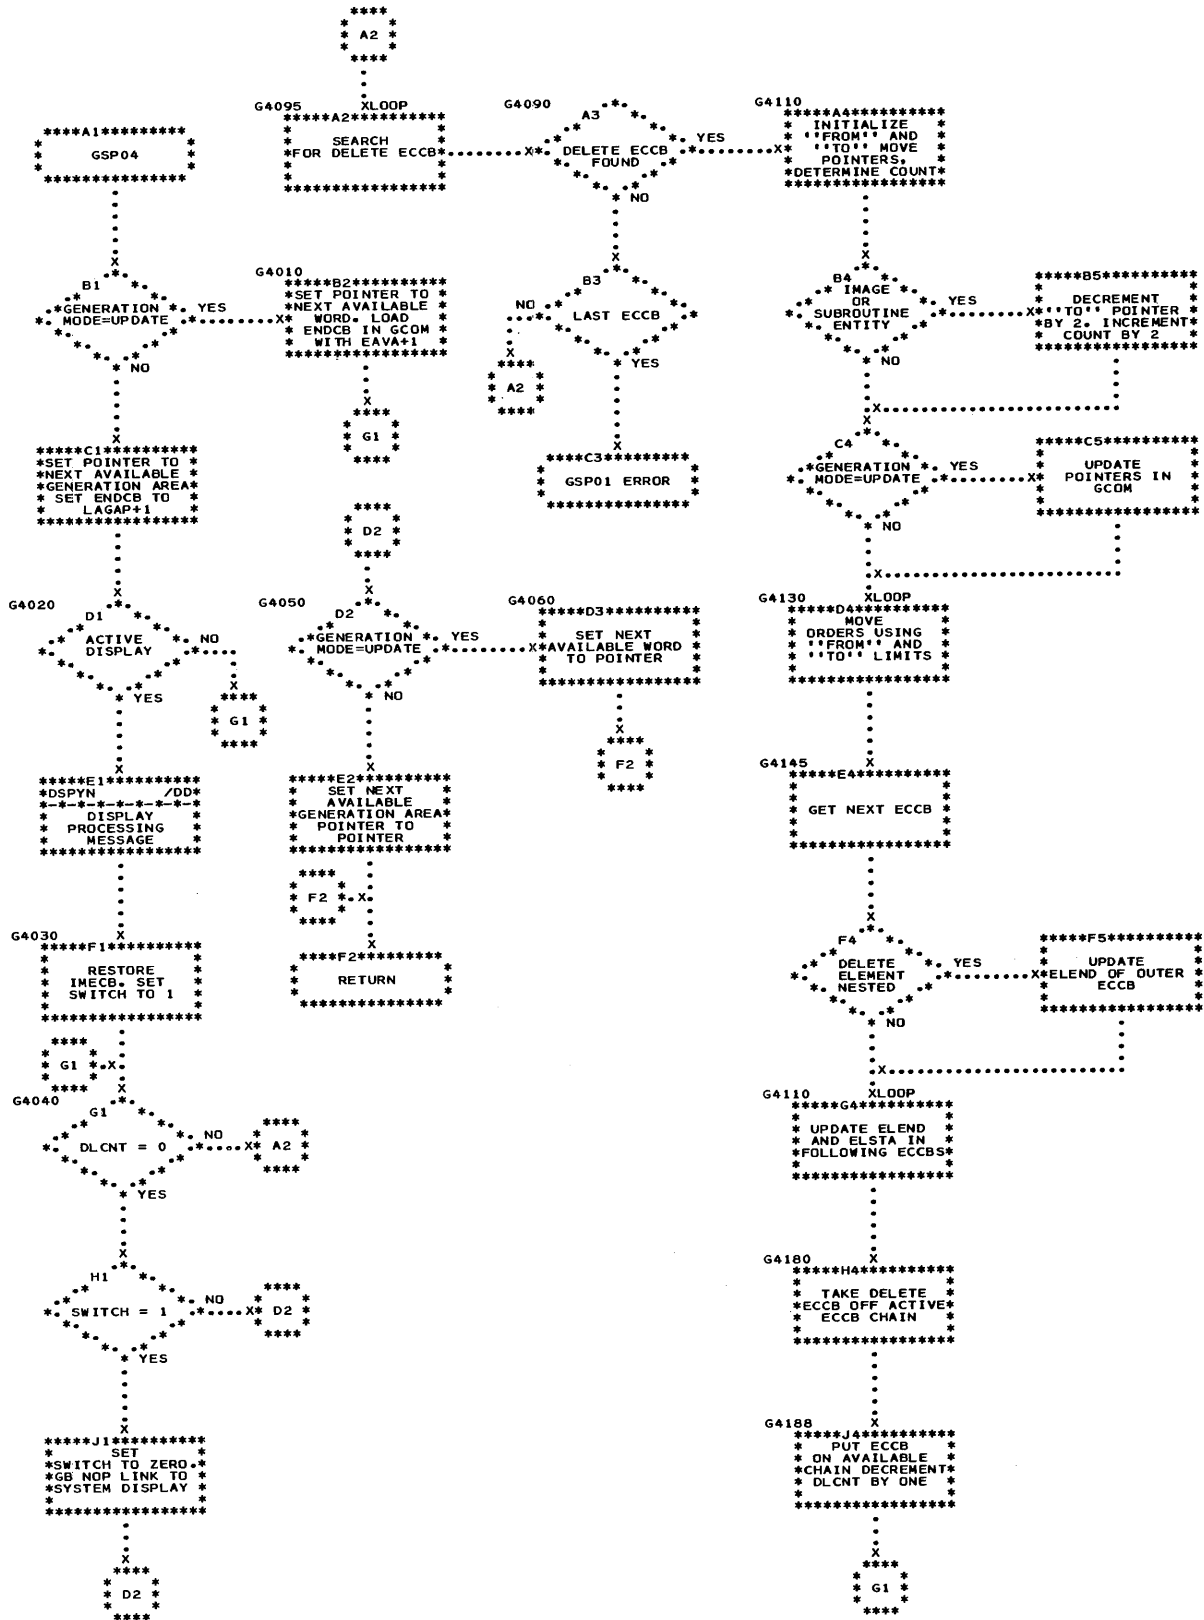 A2
G4095
XLOOP
G4090
G4110
A1
GSP04
A2
SEARCH
FOR DELETE ECCB
A3
DELETE ECCB
FOUND
YES
NO
A4
INITIALIZE
''FROM'' AND
''TO'' MOVE
POINTERS.
DETERMINE COUNT
B1
GENERATION
MODE=UPDATE
YES
NO
G4010
B2
SET POINTER TO
NEXT AVAILABLE
WORD. LOAD
ENDCB IN GCOM
WITH EAVA+1
G1
B3
LAST ECCB
NO
YES
A2
B4
IMAGE
OR
SUBROUTINE
ENTITY
YES
NO
B5
DECREMENT
''TO'' POINTER
BY 2. INCREMENT
COUNT BY 2
C1
SET POINTER TO
NEXT AVAILABLE
GENERATION AREA
SET ENDCB TO
LAGAP+1
C3
GSP01 ERROR
C4
GENERATION
MODE=UPDATE
YES
NO
C5
UPDATE
POINTERS IN
GCOM
D2
G4020
D1
ACTIVE
DISPLAY
NO
YES
G1
G4050
D2
GENERATION
MODE=UPDATE
YES
NO
G4060
D3
SET NEXT
AVAILABLE WORD
TO POINTER
F2
G4130
XLOOP
D4
MOVE
ORDERS USING
''FROM'' AND
''TO'' LIMITS
E1
DSPYN /DD
DISPLAY
PROCESSING
MESSAGE
E2
SET NEXT
AVAILABLE
GENERATION AREA
POINTER TO
POINTER
G4145
E4
GET NEXT ECCB
F2
G4030
F1
RESTORE
IMECB. SET
SWITCH TO 1
F2
RETURN
F4
DELETE
ELEMENT
NESTED
YES
NO
F5
UPDATE
ELEND OF OUTER
ECCB
G1
G4040
G1
DLCNT = 0
NO
YES
A2
G4110
XLOOP
G4
UPDATE ELEND
AND ELSTA IN
FOLLOWING ECCBS
H1
SWITCH = 1
NO
YES
D2
G4180
H4
TAKE DELETE
ECCB OFF ACTIVE
ECCB CHAIN
J1
SET
SWITCH TO ZERO.
GB NOP LINK TO
SYSTEM DISPLAY
D2
G4188
J4
PUT ECCB
ON AVAILABLE
CHAIN DECREMENT
DLCNT BY ONE
G1